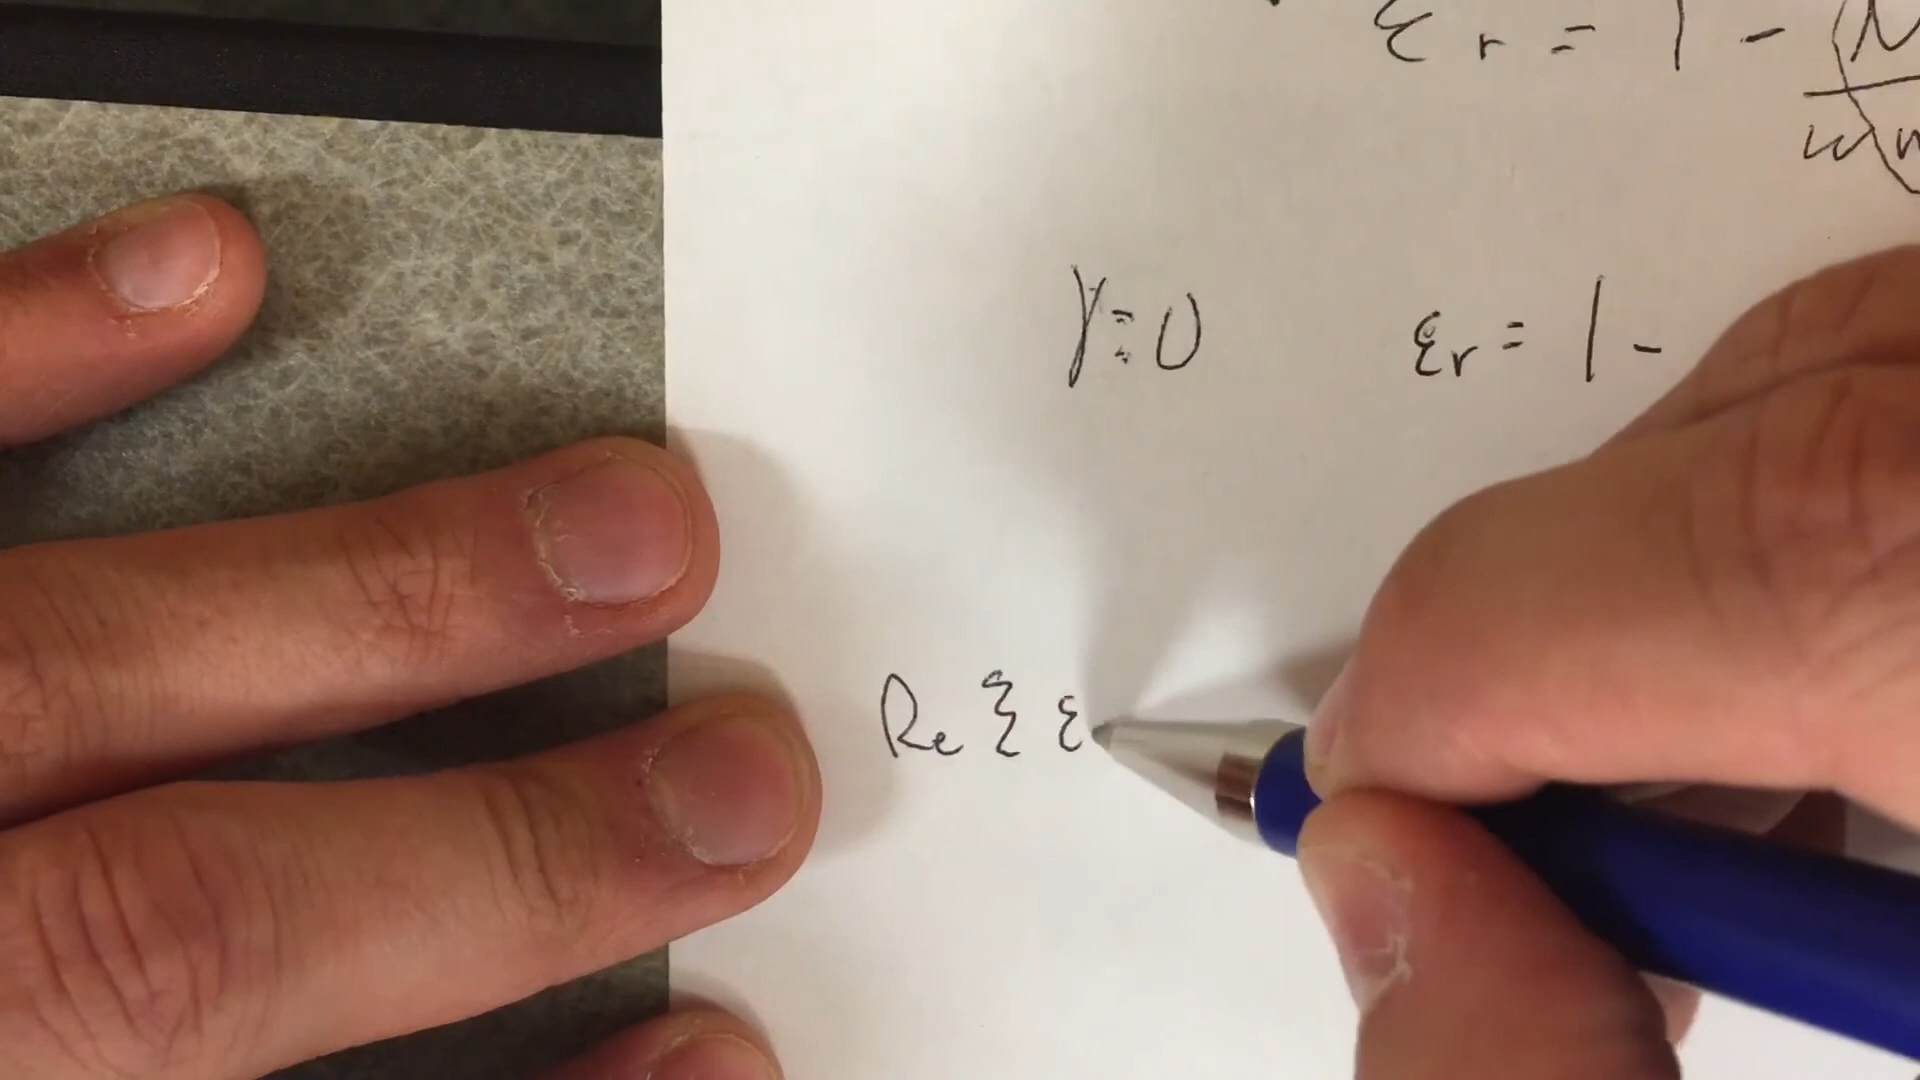 εr = 1 -
γ = 0 εr = 1 -
Re { ε